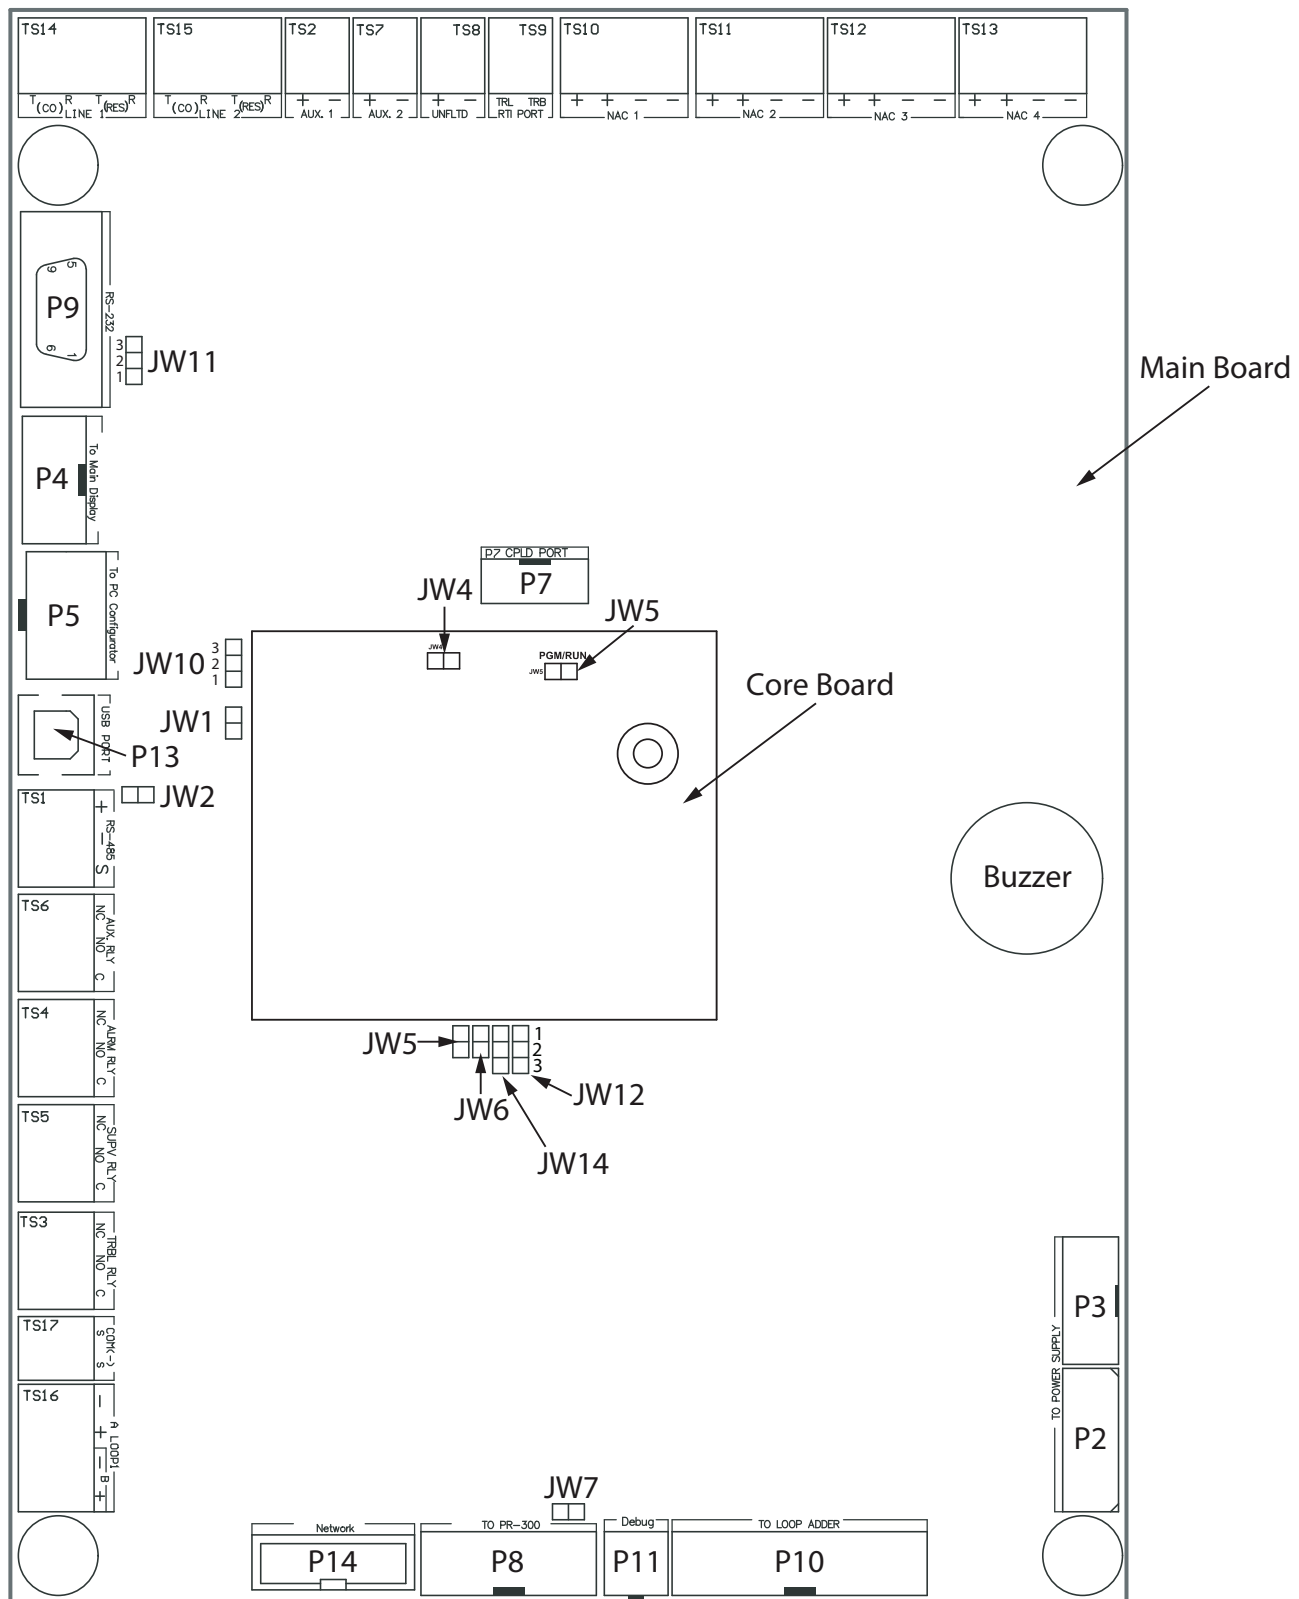 TS14 TS15 TS2 TS7 TS8 TS9 TS10 TS11 TS12 TS13
T (CO) R T (RES) R T (CO) R T (RES) R + - + - + - TRL TRB + + - - + + - - + + - - + + - -
LINE 1 LINE 2 AUX. 1 AUX. 2 UNFLTD RTI PORT NAC 1 NAC 2 NAC 3 NAC 4
5 9
P9
6 1
RS-232
3
2
1
JW11
Main Board
P4
To Main Display
P7 CPLD PORT
P7
P5
To PC Configurator
JW4
JW5
JW4
PGM/RUN
JW5
JW10
3
2
1
Core Board
JW1
USB PORT
P13
JW2
TS1
+ - S
RS-485
Buzzer
TS6
NC NO C
AUX. RLY
TS4
NC NO C
ALRM RLY
JW5
1
2
3
JW12
JW6
JW14
TS5
NC NO C
SUPV RLY
TS3
NC NO C
TRBL RLY
TS17
S S
COM(-)
TS16
- + - +
A LOOP1
B
P3
TO POWER SUPPLY
P2
JW7
Network TO PR-300 Debug TO LOOP ADDER
P14 P8 P11 P10